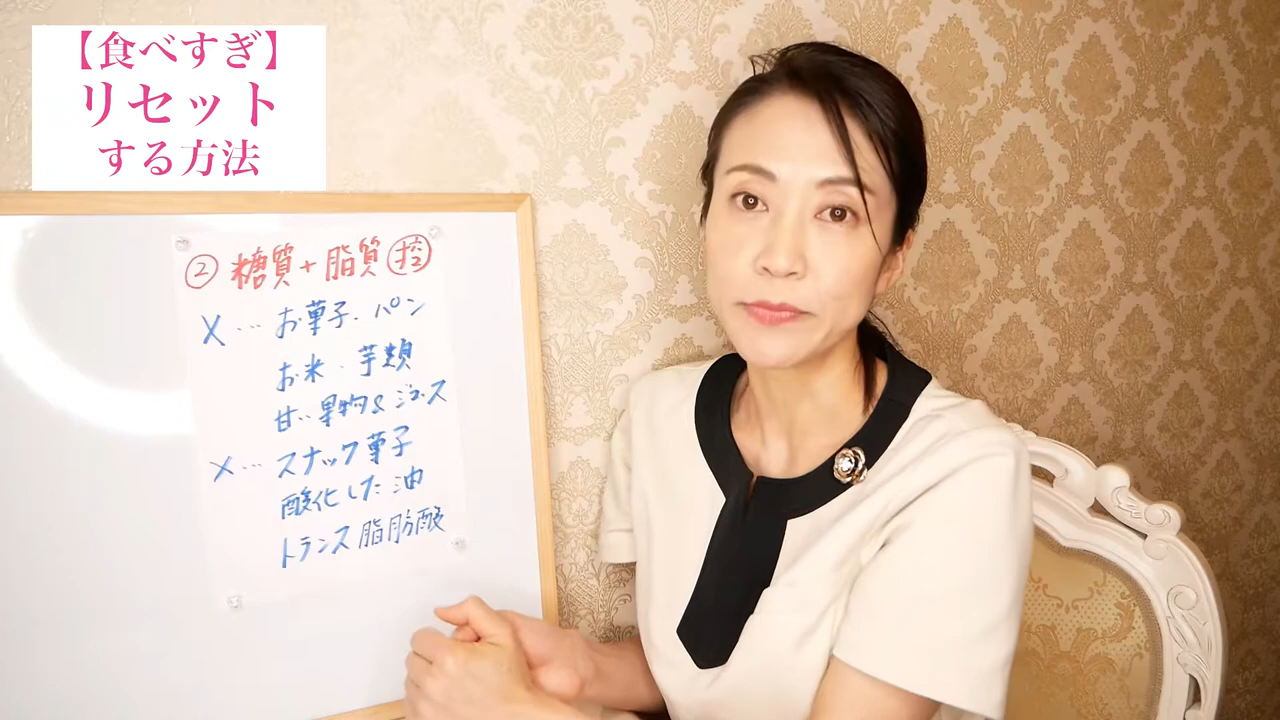 【食べすぎ】
リセット
する方法
② 糖質+脂質 控
×… お菓子、パン
お米・芋類
甘い果物&ジュース
×… スナック菓子
酸化した油
トランス脂肪酸